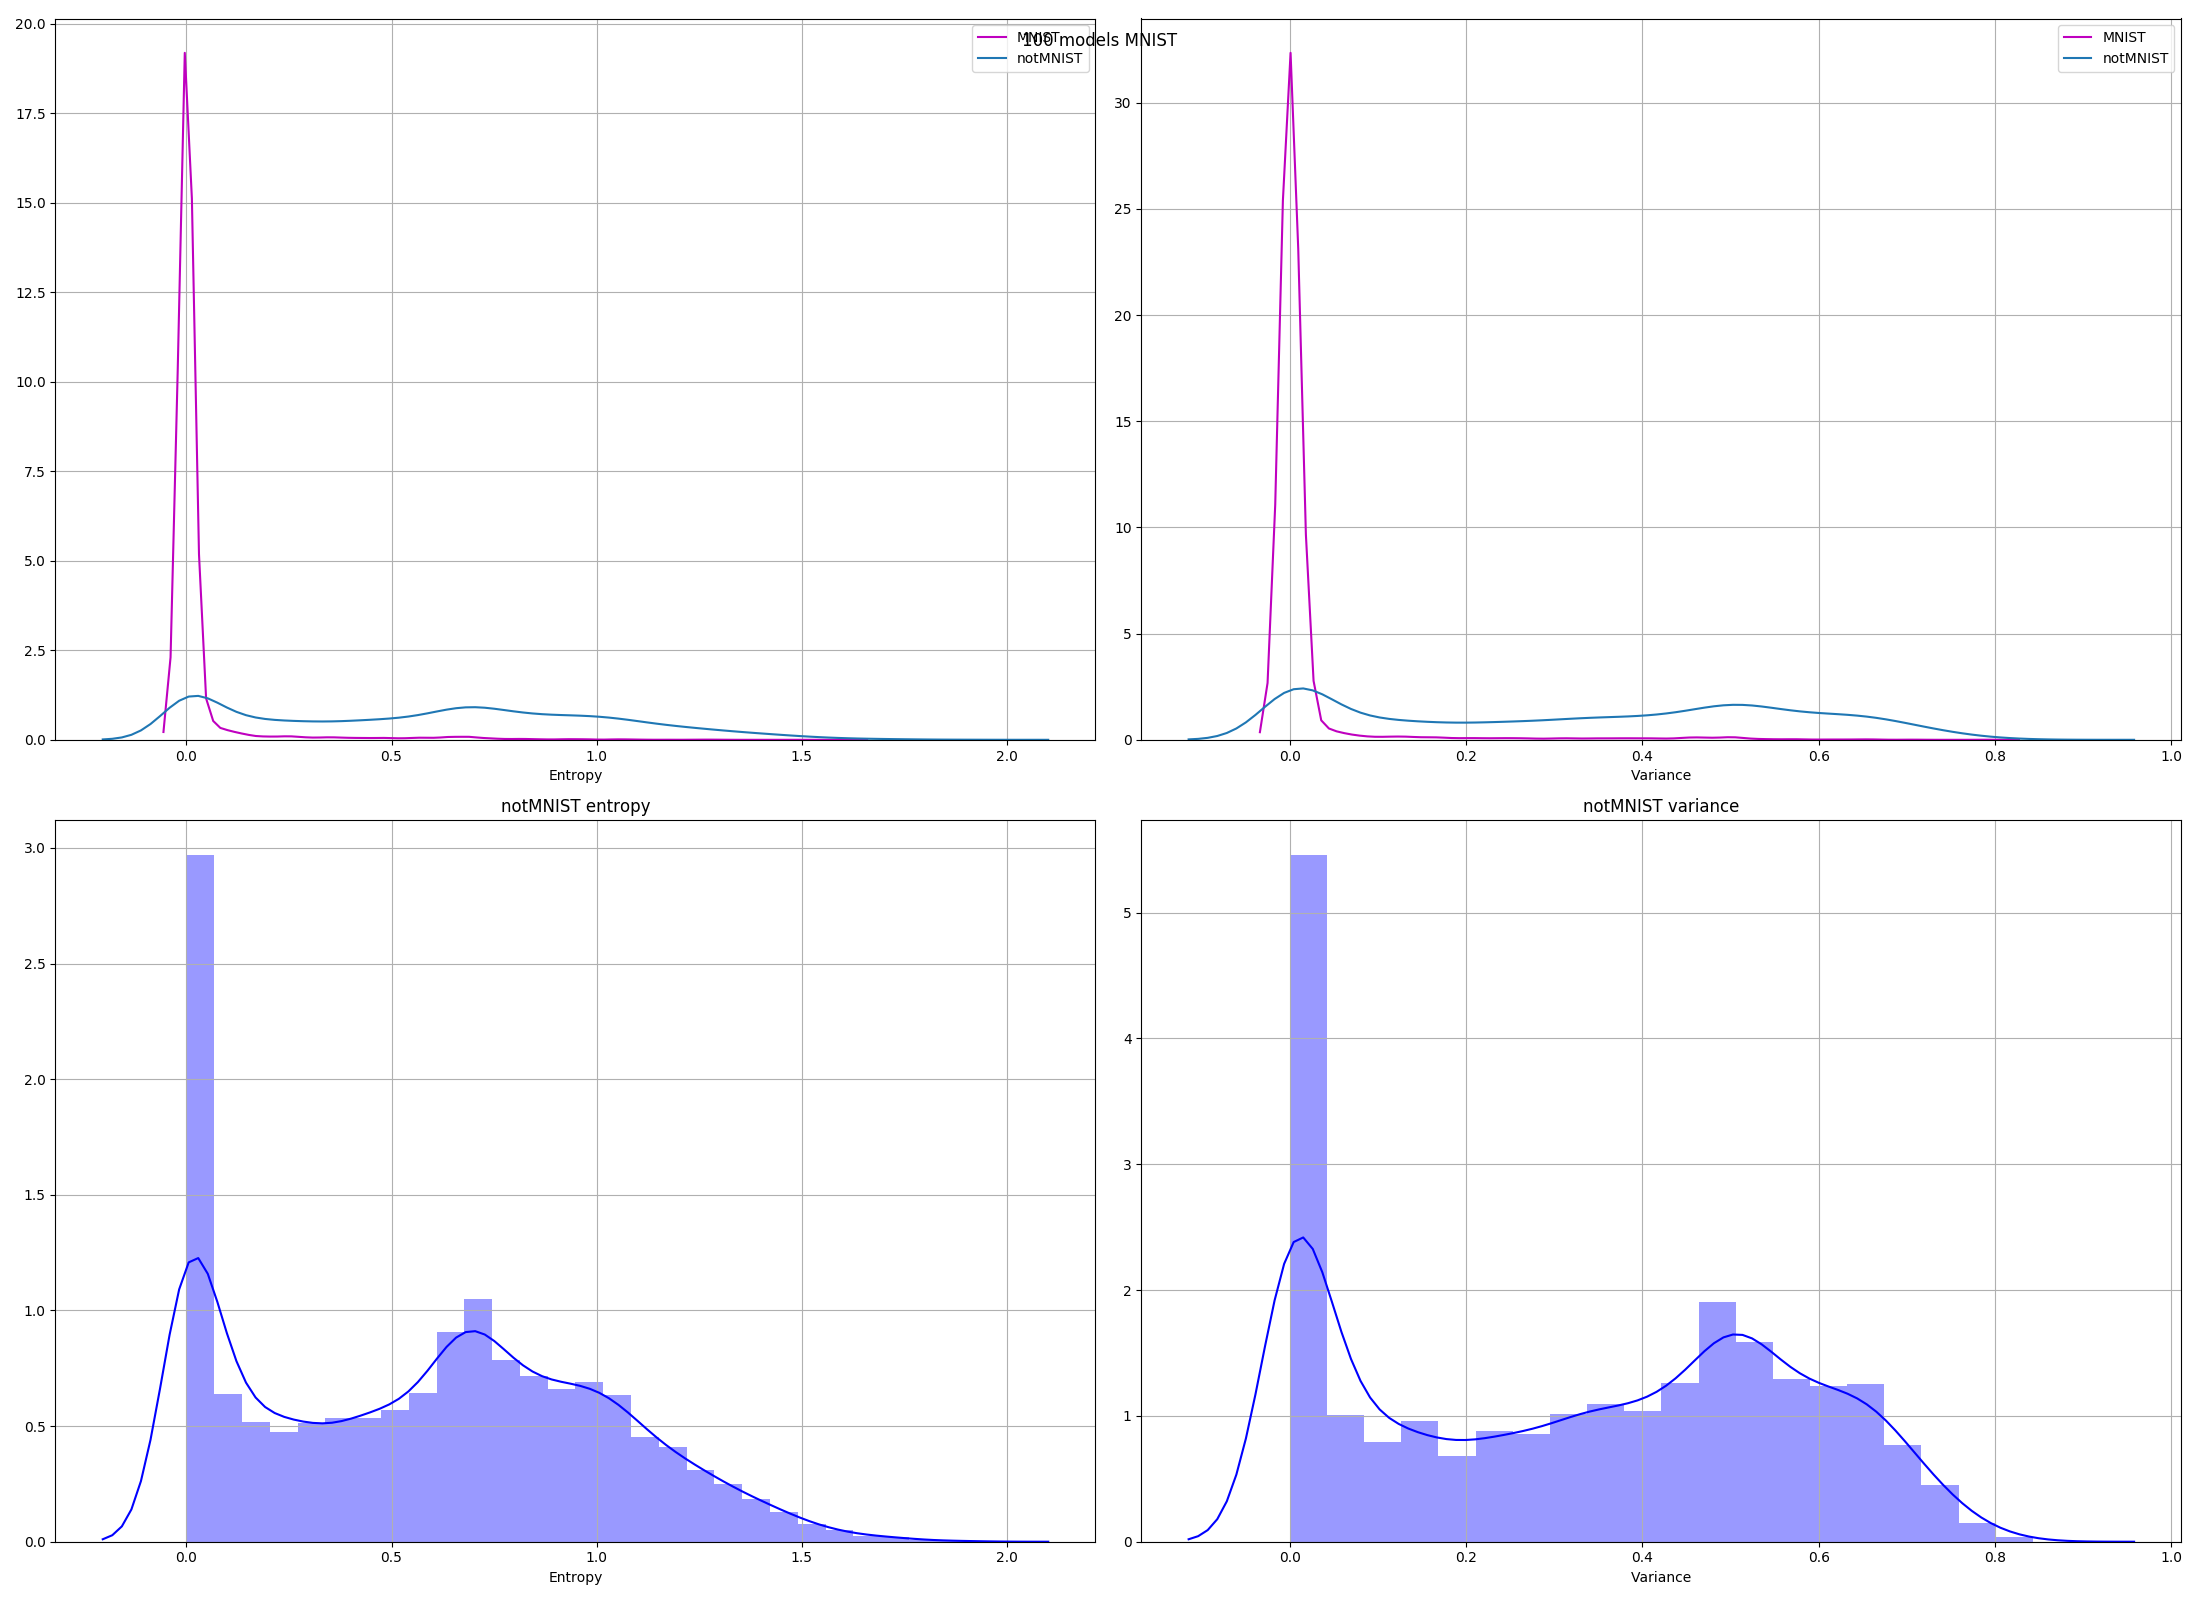 100 models MNIST
MNIST
notMNIST
20.0
17.5
15.0
12.5
10.0
7.5
5.0
2.5
0.0
0.0 0.5 1.0 1.5 2.0
Entropy
MNIST
notMNIST
30
25
20
15
10
5
0
0.0 0.2 0.4 0.6 0.8 1.0
Variance
notMNIST entropy
3.0
2.5
2.0
1.5
1.0
0.5
0.0
0.0 0.5 1.0 1.5 2.0
Entropy
notMNIST variance
5
4
3
2
1
0
0.0 0.2 0.4 0.6 0.8 1.0
Variance